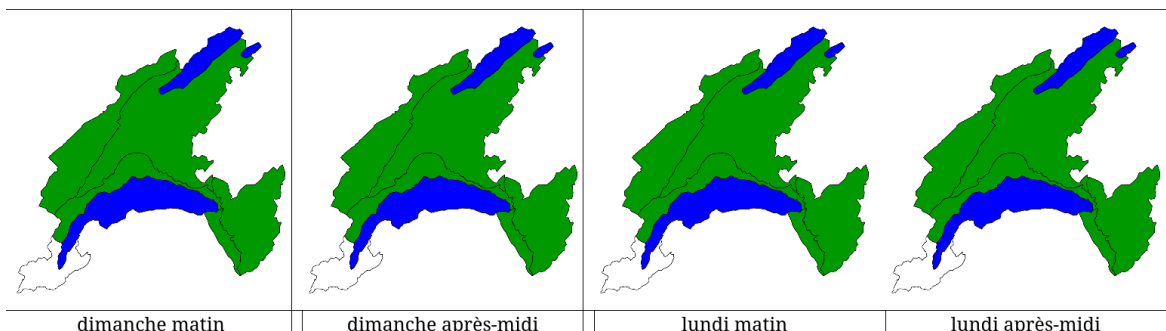 dimanche matin
dimanche après-midi
lundi matin
lundi après-midi